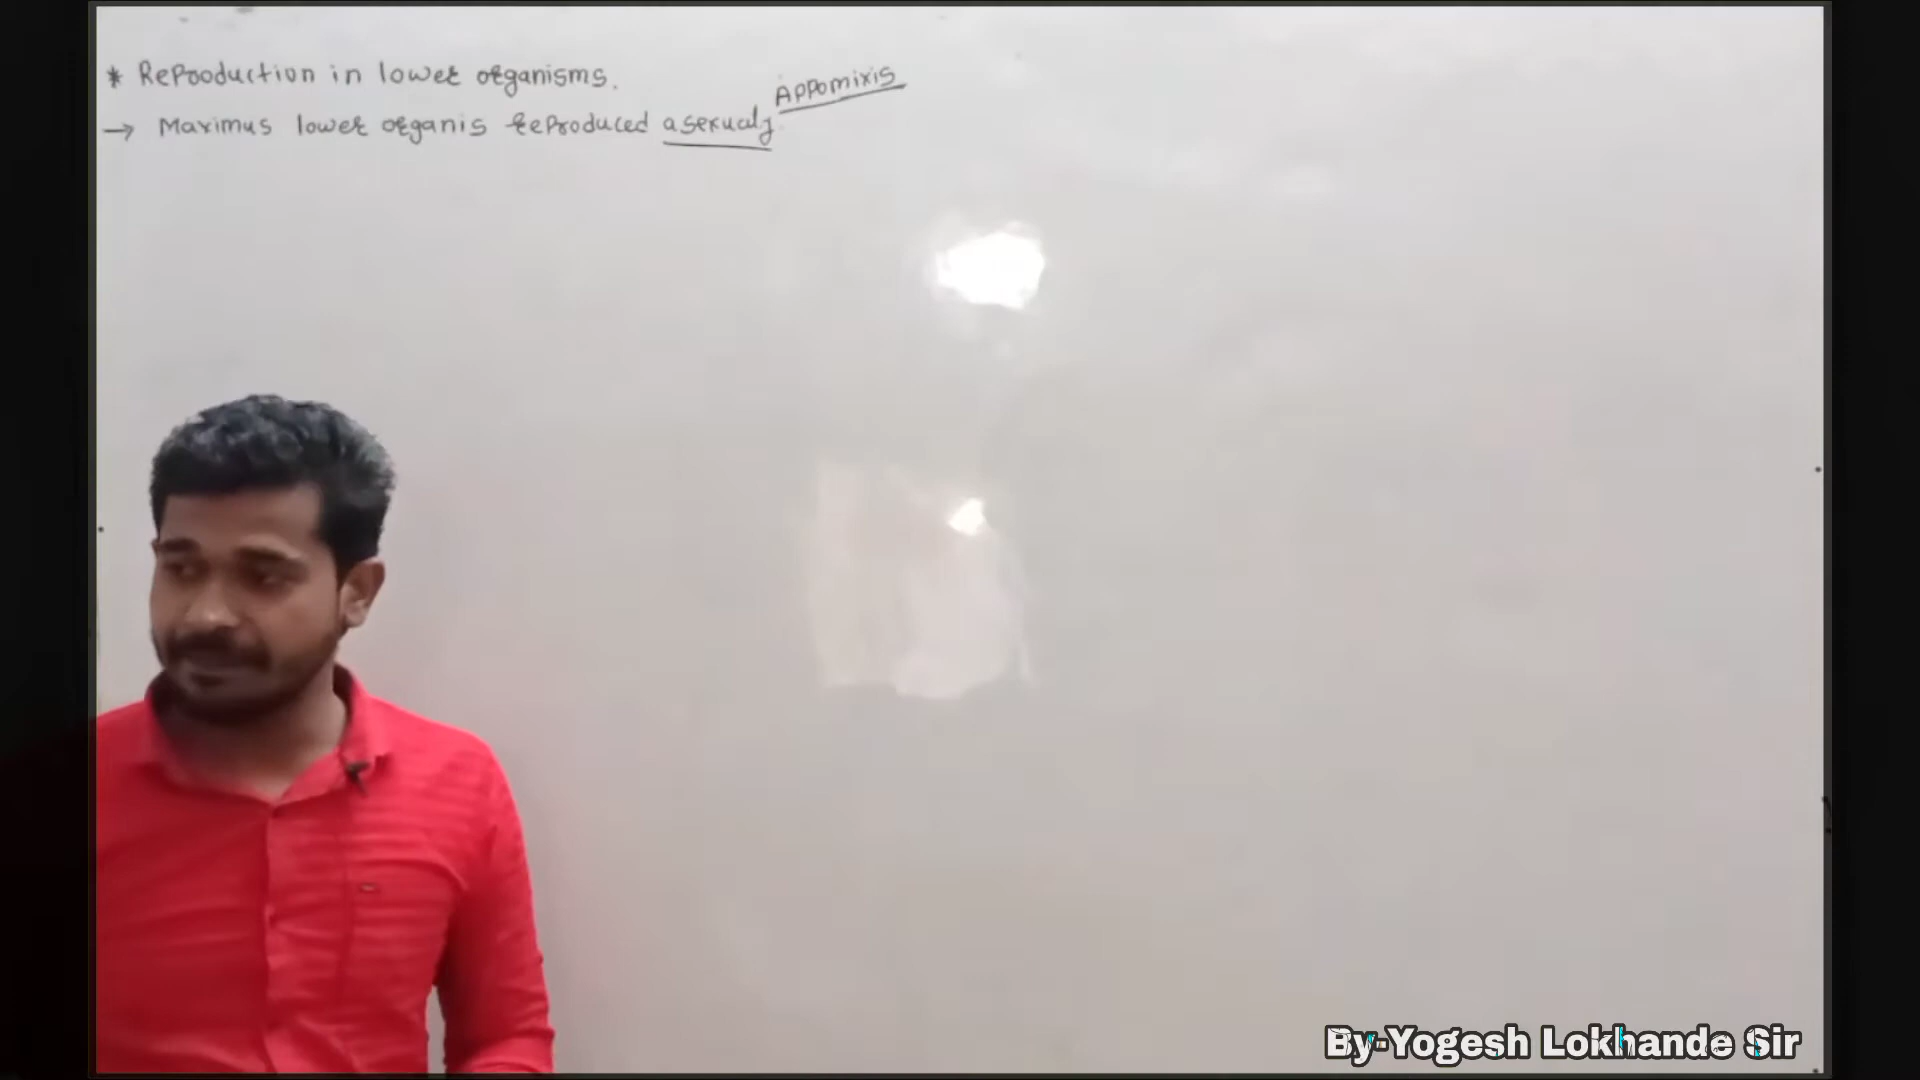 * Reproduction in lower organisms.
Appomixis
→ Maximus lower organis reproduced asexualy
By-Yogesh Lokhande Sir